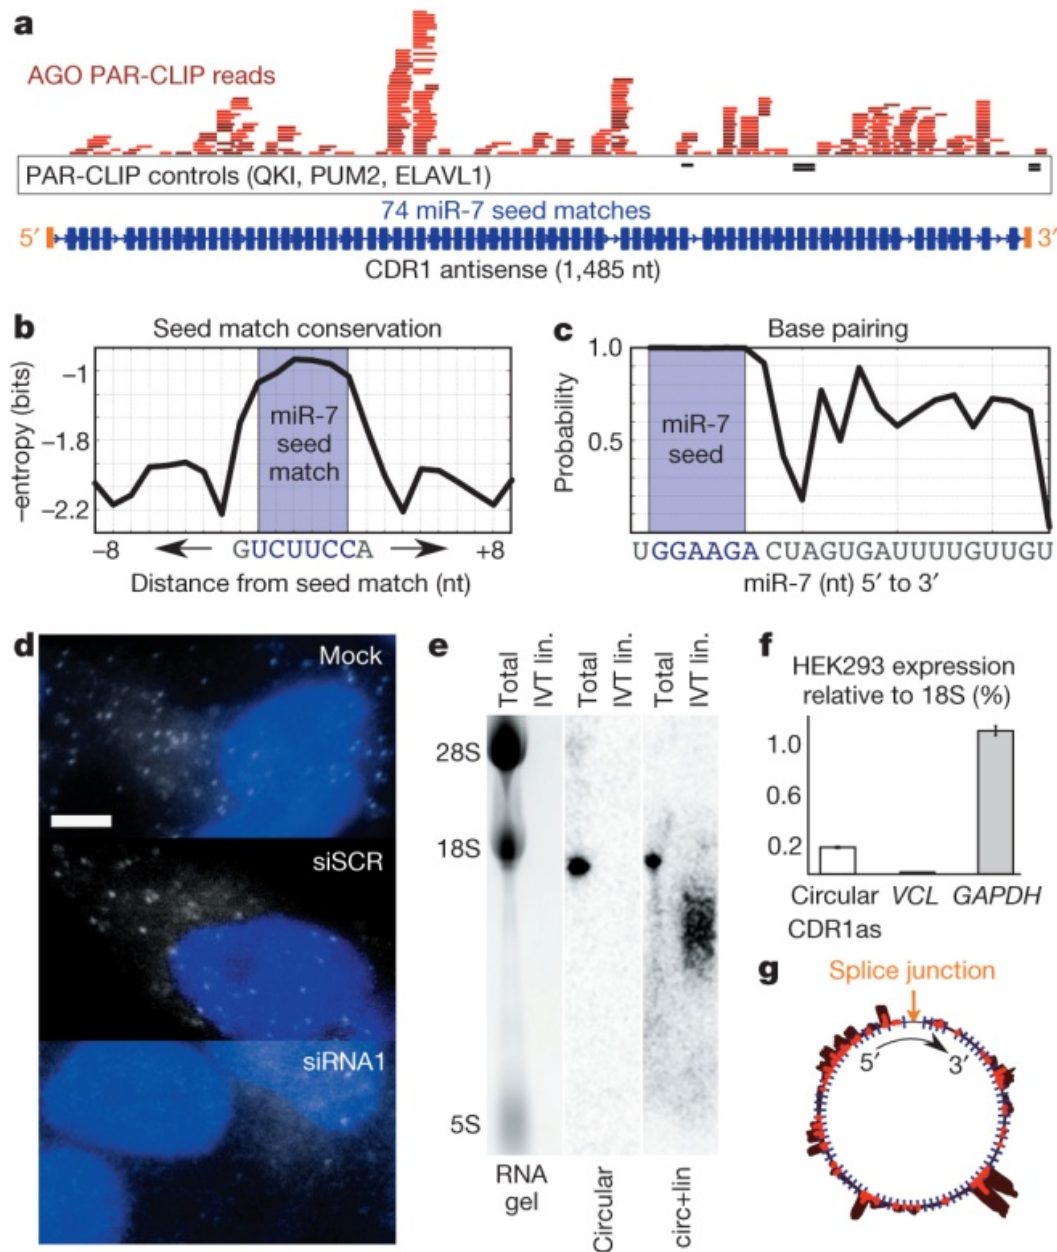 a
AGO PAR-CLIP reads
PAR-CLIP controls (QKI, PUM2, ELAVL1)
74 miR-7 seed matches
5′ 3′
CDR1 antisense (1,485 nt)
b Seed match conservation
–entropy (bits)
–1
–1.8
–2.2
miR-7
seed
match
–8 GUCUUCCA +8
Distance from seed match (nt)
c Base pairing
Probability
1.0
0.5
miR-7
seed
UGGAAGACUAGUGAUUUUGUUGU
miR-7 (nt) 5′ to 3′
d
Mock
siSCR
siRNA1
e
Total IVT lin. Total IVT lin. Total IVT lin.
28S
18S
5S
RNA
gel
Circular
circ+lin
f
HEK293 expression
relative to 18S (%)
1.0
0.6
0.2
Circular VCL GAPDH
CDR1as
g
Splice junction
5′ 3′